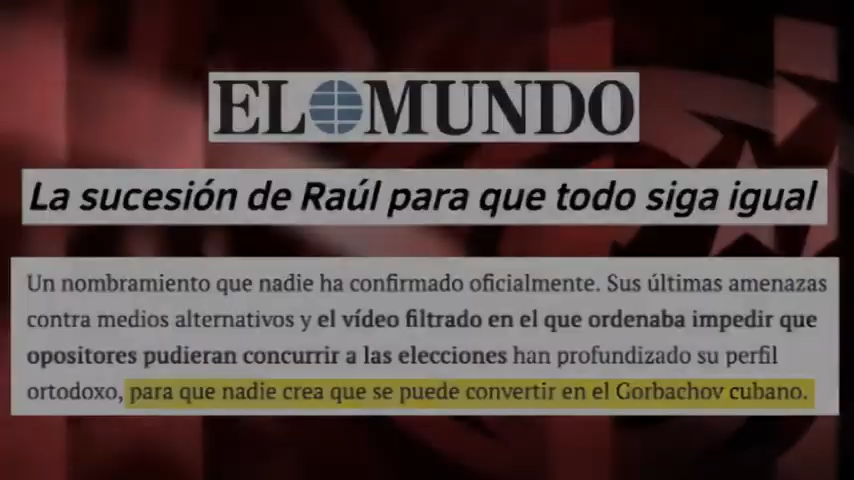 EL MUNDO
La sucesión de Raúl para que todo siga igual
Un nombramiento que nadie ha confirmado oficialmente. Sus últimas amenazas
contra medios alternativos y el vídeo filtrado en el que ordenaba impedir que
opositores pudieran concurrir a las elecciones han profundizado su perfil
ortodoxo, para que nadie crea que se puede convertir en el Gorbachov cubano.